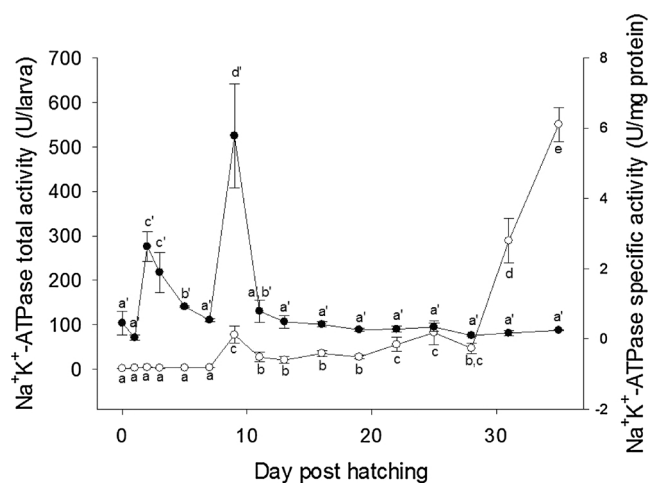 Na⁺K⁺-ATPase total activity (U/larva)
700
600
500
400
300
200
100
0
8
6
4
2
0
-2
Na⁺K⁺-ATPase specific activity (U/mg protein)
d'
c'
c'
a'
a'
b'
a'
a' b'
a'
a'
a'
a'
a'
a'
a'
a'
a
a
a
a
a
a
c
b
b
b
b
c
c
b,c
d
e
0
10
20
30
Day post hatching